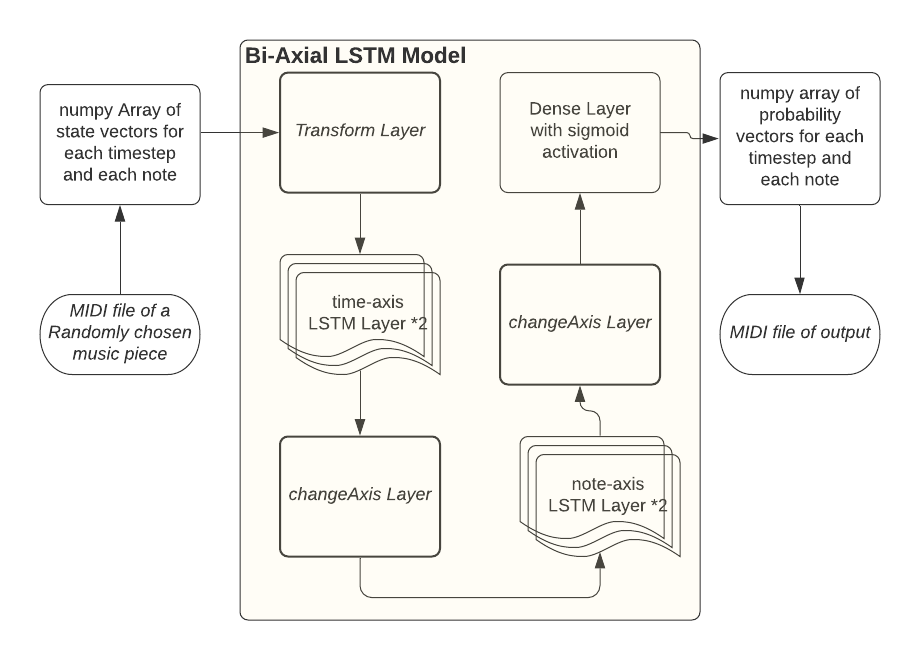 Bi-Axial LSTM Model
numpy Array of
state vectors for
each timestep
and each note
MIDI file of a
Randomly chosen
music piece
Transform Layer
time-axis
LSTM Layer *2
changeAxis Layer
note-axis
LSTM Layer *2
changeAxis Layer
Dense Layer
with sigmoid
activation
numpy array of
probability
vectors for each
timestep and
each note
MIDI file of output